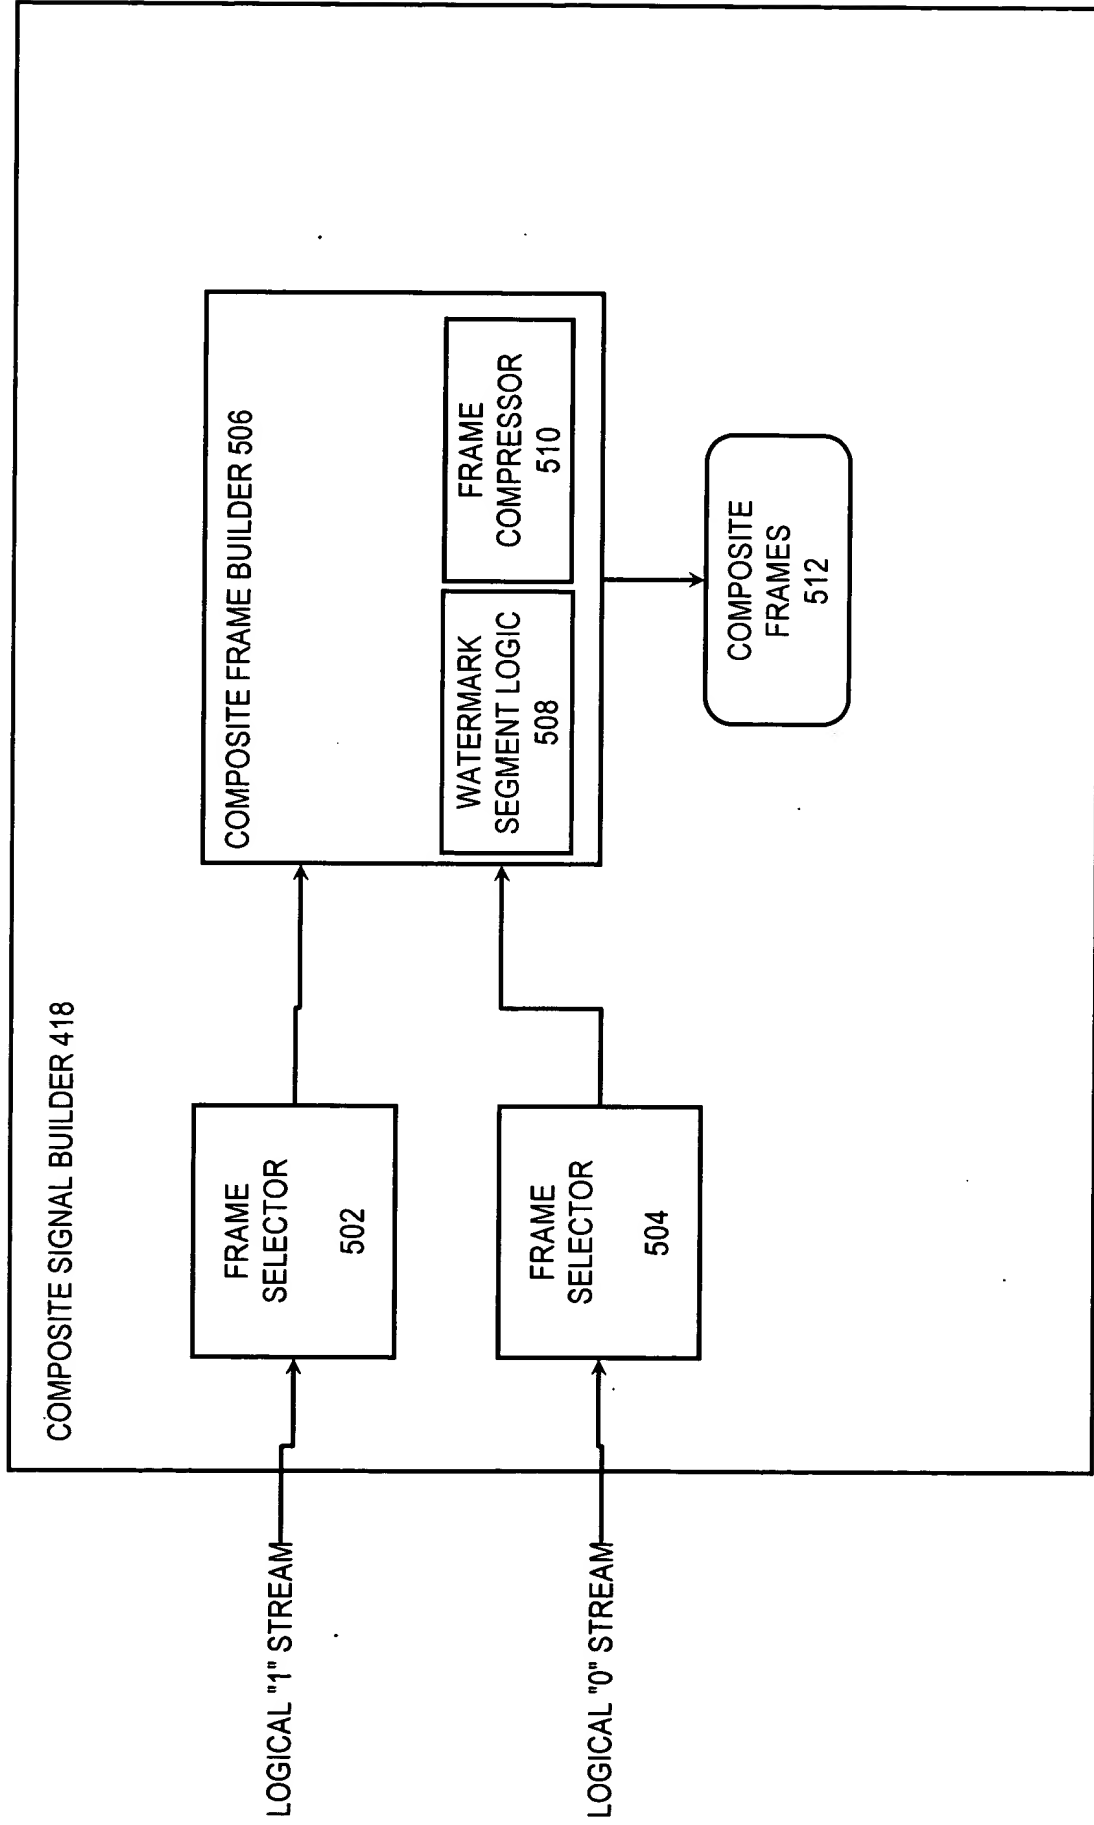 COMPOSITE SIGNAL BUILDER 418
LOGICAL "1" STREAM
FRAME
SELECTOR
502
LOGICAL "0" STREAM
FRAME
SELECTOR
504
COMPOSITE FRAME BUILDER 506
WATERMARK
SEGMENT LOGIC
508
FRAME
COMPRESSOR
510
COMPOSITE
FRAMES
512